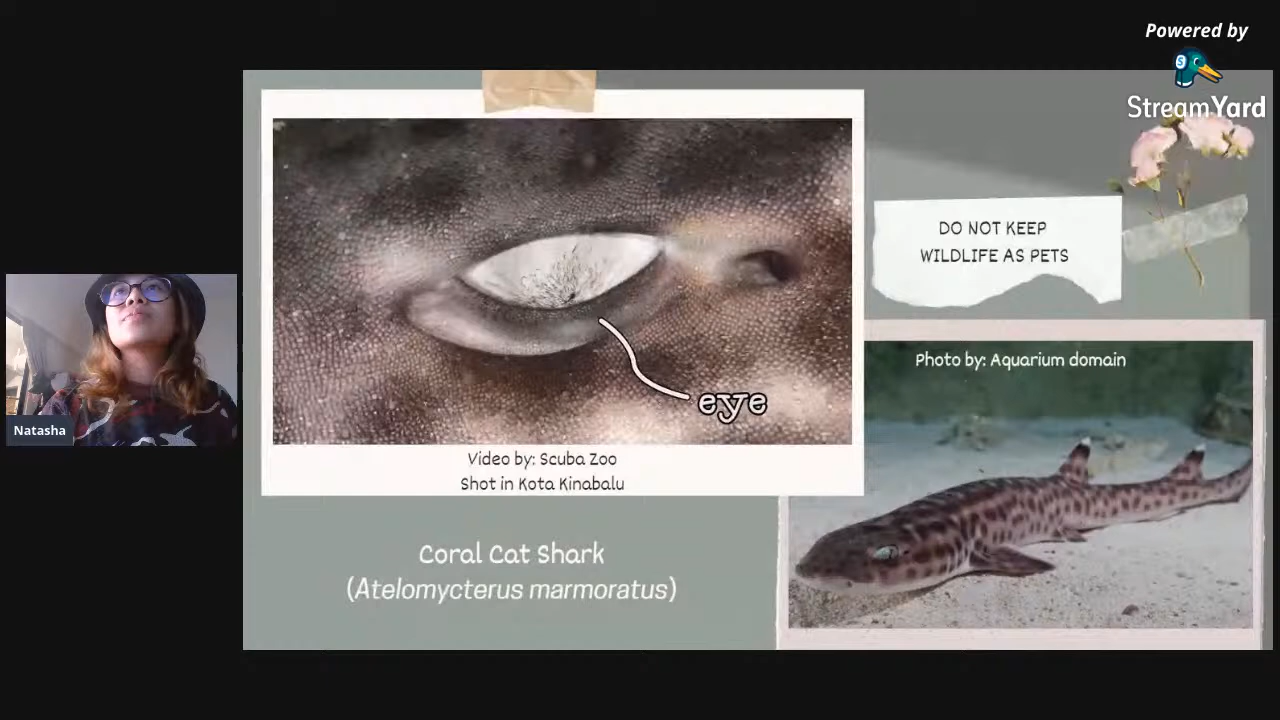 Powered by
StreamYard
DO NOT KEEP
WILDLIFE AS PETS
eye
Video by: Scuba Zoo
Shot in Kota Kinabalu
Photo by: Aquarium domain
Natasha
Coral Cat Shark
(Atelomycterus marmoratus)